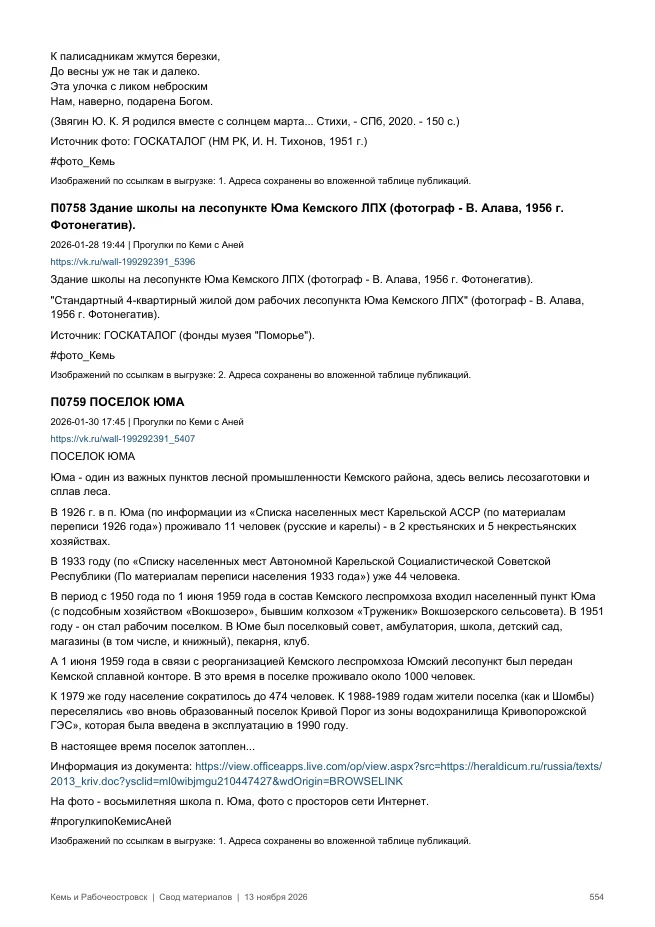 К палисадникам жмутся березки,
До весны уж не так и далеко.
Эта улочка с ликом неброским
Нам, наверно, подарена Богом.
(Звягин Ю. К. Я родился вместе с солнцем марта... Стихи, - СПб, 2020. - 150 с.)
Источник фото: ГОСКАТАЛОГ (НМ РК, И. Н. Тихонов, 1951 г.)
#фото_Кемь
Изображений по ссылкам в выгрузке: 1. Адреса сохранены во вложенной таблице публикаций.
П0758 Здание школы на лесопункте Юма Кемского ЛПХ (фотограф - В. Алава, 1956 г.
Фотонегатив).
2026-01-28 19:44 | Прогулки по Кеми с Аней
https://vk.ru/wall-199292391_5396
Здание школы на лесопункте Юма Кемского ЛПХ (фотограф - В. Алава, 1956 г. Фотонегатив).
"Стандартный 4-квартирный жилой дом рабочих лесопункта Юма Кемского ЛПХ" (фотограф - В. Алава,
1956 г. Фотонегатив).
Источник: ГОСКАТАЛОГ (фонды музея "Поморье").
#фото_Кемь
Изображений по ссылкам в выгрузке: 2. Адреса сохранены во вложенной таблице публикаций.
П0759 ПОСЕЛОК ЮМА
2026-01-30 17:45 | Прогулки по Кеми с Аней
https://vk.ru/wall-199292391_5407
ПОСЕЛОК ЮМА
Юма - один из важных пунктов лесной промышленности Кемского района, здесь велись лесозаготовки и
сплав леса.
В 1926 г. в п. Юма (по информации из «Списка населенных мест Карельской АССР (по материалам
переписи 1926 года») проживало 11 человек (русские и карелы) - в 2 крестьянских и 5 некрестьянских
хозяйствах.
В 1933 году (по «Списку населенных мест Автономной Карельской Социалистической Советской
Республики (По материалам переписи населения 1933 года») уже 44 человека.
В период с 1950 года по 1 июня 1959 года в состав Кемского леспромхоза входил населенный пункт Юма
(с подсобным хозяйством «Вокшозеро», бывшим колхозом «Труженик» Вокшозерского сельсовета). В 1951
году - он стал рабочим поселком. В Юме был поселковый совет, амбулатория, школа, детский сад,
магазины (в том числе, и книжный), пекарня, клуб.
А 1 июня 1959 года в связи с реорганизацией Кемского леспромхоза Юмский лесопункт был передан
Кемской сплавной конторе. В это время в поселке проживало около 1000 человек.
К 1979 же году население сократилось до 474 человек. К 1988-1989 годам жители поселка (как и Шомбы)
переселялись «во вновь образованный поселок Кривой Порог из зоны водохранилища Кривопорожской
ГЭС», которая была введена в эксплуатацию в 1990 году.
В настоящее время поселок затоплен...
Информация из документа: https://view.officeapps.live.com/op/view.aspx?src=https://heraldicum.ru/russia/texts/
2013_kriv.doc?ysclid=ml0wibjmgu210447427&wdOrigin=BROWSELINK
На фото - восьмилетняя школа п. Юма, фото с просторов сети Интернет.
#прогулкипоКемисАней
Изображений по ссылкам в выгрузке: 1. Адреса сохранены во вложенной таблице публикаций.
Кемь и Рабочеостровск | Свод материалов | 13 ноября 2026
554